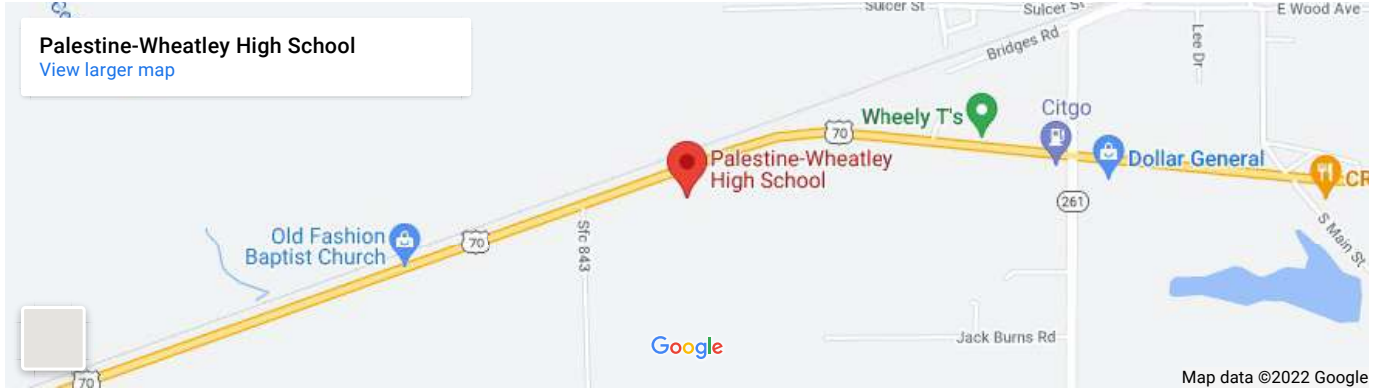 Sulcer St
Sulcer St
E Wood Ave
Palestine-Wheatley High School
View larger map
Bridges Rd
Lee Dr
Wheely T's
Citgo
70
Palestine-Wheatley
High School
Dollar General
CR
261
Old Fashion
Baptist Church
70
Sfc 843
S Main St
Jack Burns Rd
Google
70
Map data ©2022 Google